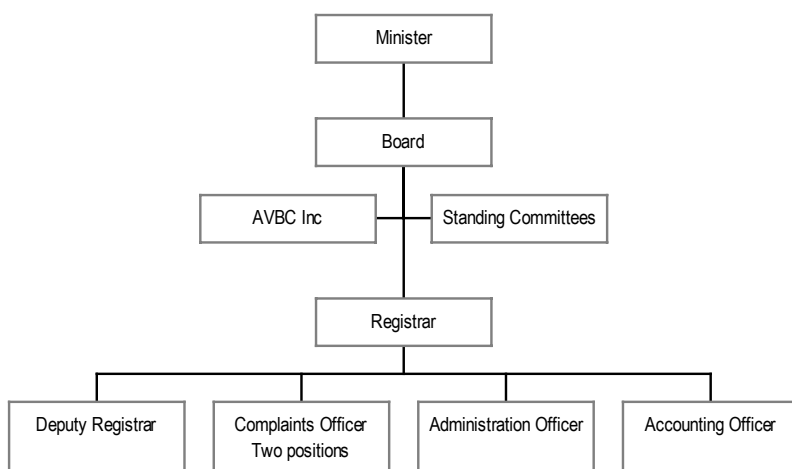 Minister
Board
AVBC Inc
Standing Committees
Registrar
Deputy Registrar
Complaints Officer
Two positions
Administration Officer
Accounting Officer